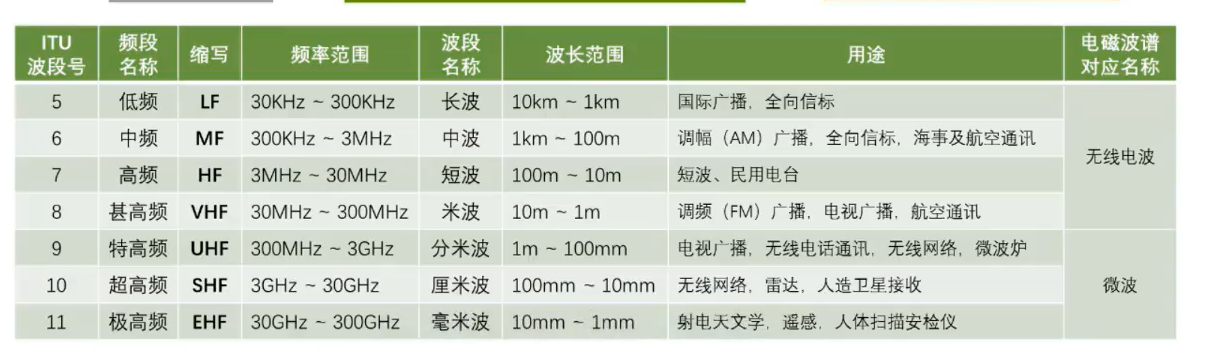 ITU 波段号 频段名称 缩写 频率范围 波段名称 波长范围 用途 电磁波谱对应名称
5 低频 LF 30KHz ~ 300KHz 长波 10km ~ 1km 国际广播，全向信标
6 中频 MF 300KHz ~ 3MHz 中波 1km ~ 100m 调幅（AM）广播，全向信标，海事及航空通讯
无线电波
7 高频 HF 3MHz ~ 30MHz 短波 100m ~ 10m 短波、民用电台
8 甚高频 VHF 30MHz ~ 300MHz 米波 10m ~ 1m 调频（FM）广播，电视广播，航空通讯
9 特高频 UHF 300MHz ~ 3GHz 分米波 1m ~ 100mm 电视广播，无线电话通讯，无线网络，微波炉
10 超高频 SHF 3GHz ~ 30GHz 厘米波 100mm ~ 10mm 无线网络，雷达，人造卫星接收 微波
11 极高频 EHF 30GHz ~ 300GHz 毫米波 10mm ~ 1mm 射电天文学，遥感，人体扫描安检仪